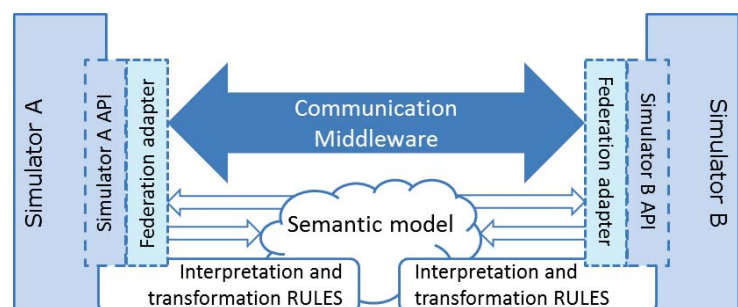 Simulator A
Simulator A API
Federation adapter
Communication
Middleware
Federation adapter
Simulator B API
Simulator B
Semantic model
Interpretation and
transformation RULES
Interpretation and
transformation RULES